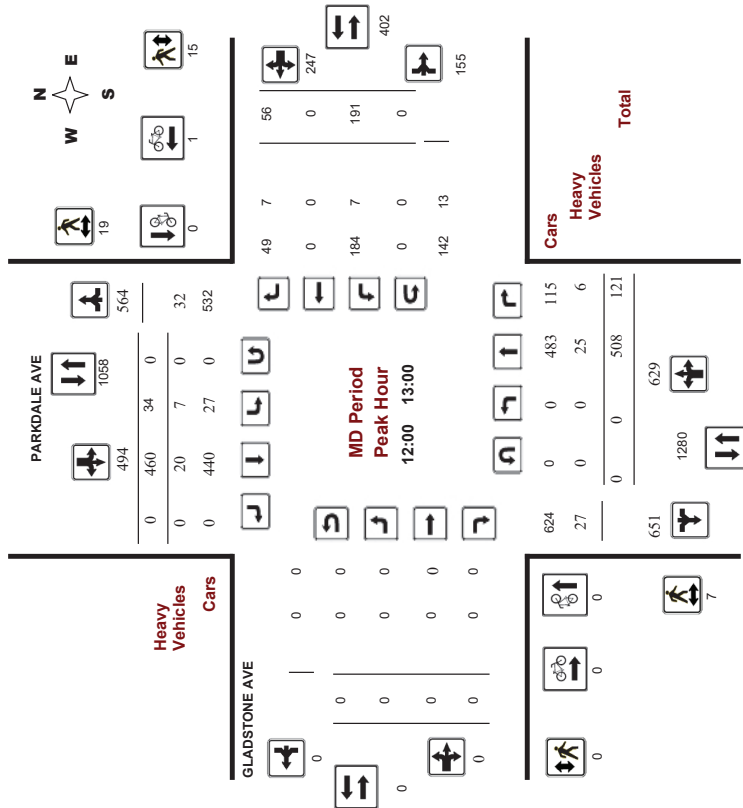 N
W E
S
19
15
0
1
PARKDALE AVE
494
1058
564
0 460 34 0
0 20 7 0 32
0 440 27 0 532
Heavy
Vehicles
Cars
402
247
155
56 0 191 0
7 0 7 0 13
49 0 184 0 142
MD Period
Peak Hour
12:00 13:00
GLADSTONE AVE
0 0 0 0 0
0 0 0 0 0
0 0 0 0
0
0
0
Cars
Heavy
Vehicles
Total
624 0 0 483 115
27 0 0 25 6
0 0 508 121
651
1280
629
0
0
0
7